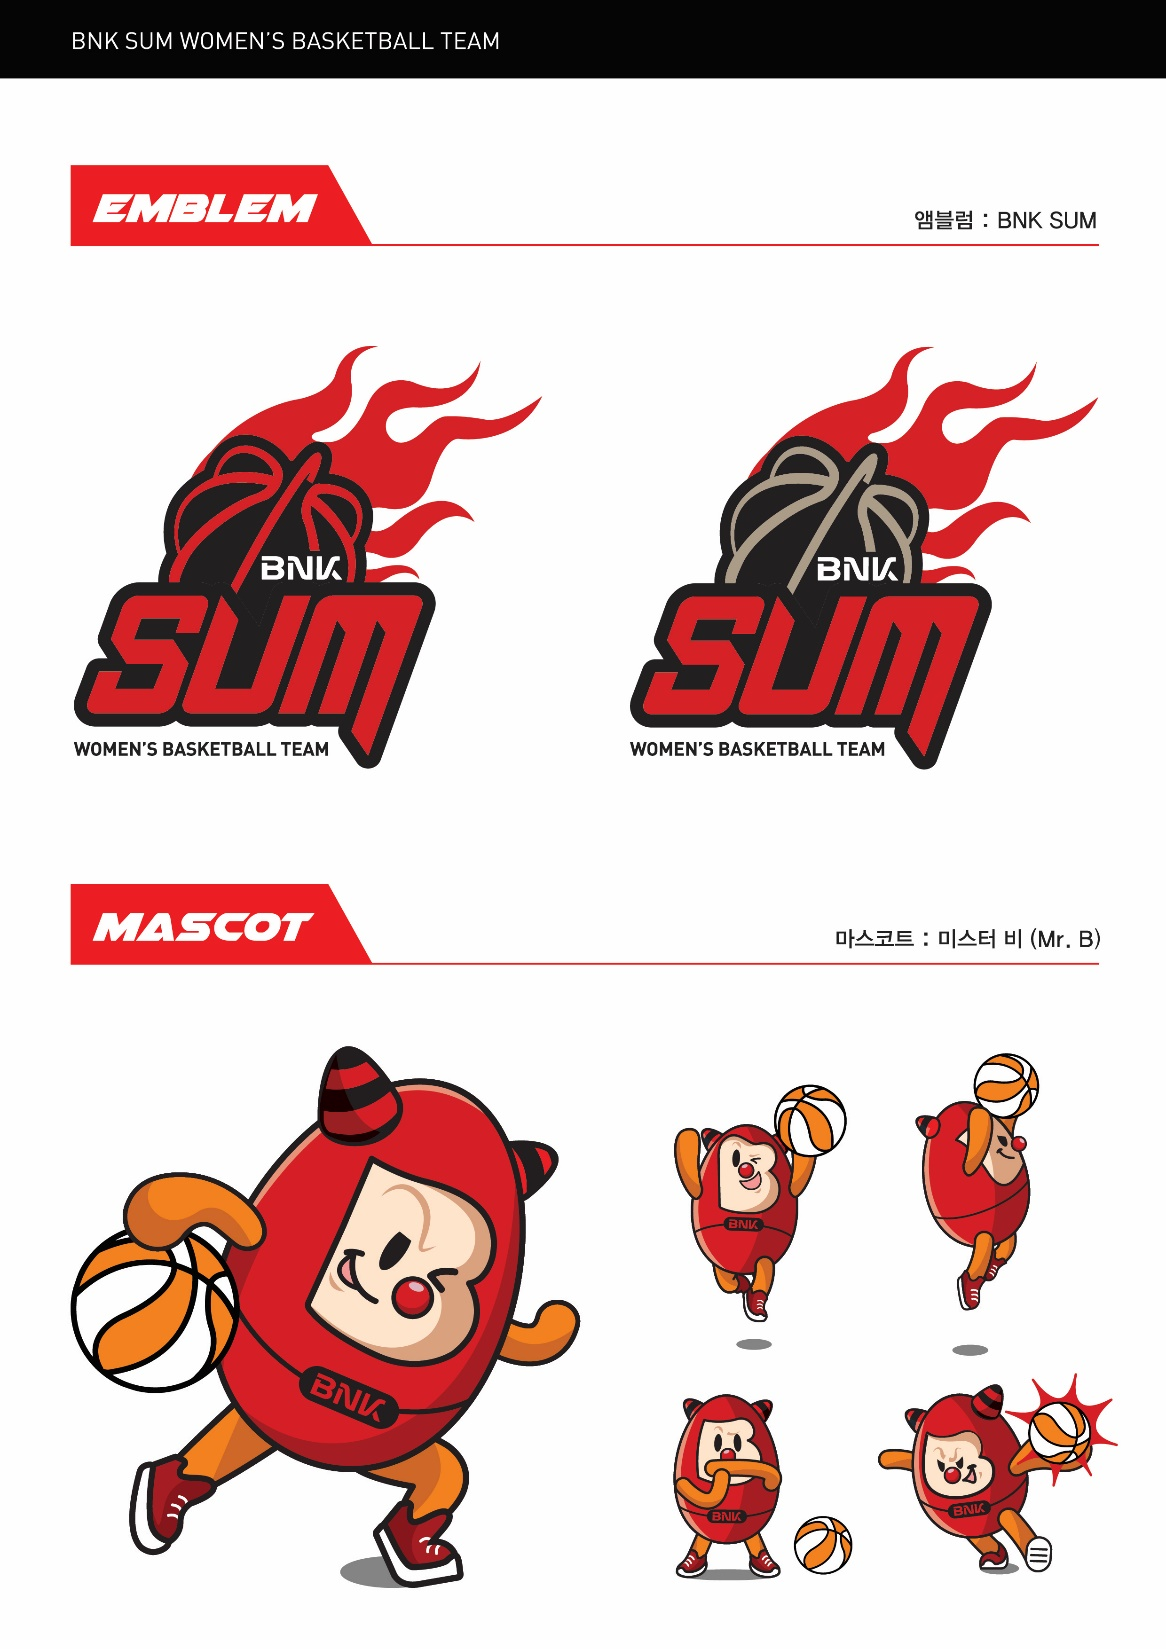 BNK SUM WOMEN'S BASKETBALL TEAM
EMBLEM
앰블럼 : BNK SUM
BNK
SUM
WOMEN'S BASKETBALL TEAM
BNK
SUM
WOMEN'S BASKETBALL TEAM
MASCOT
마스코트 : 미스터 비 (Mr. B)
BNK
BNK
BNK
BNK